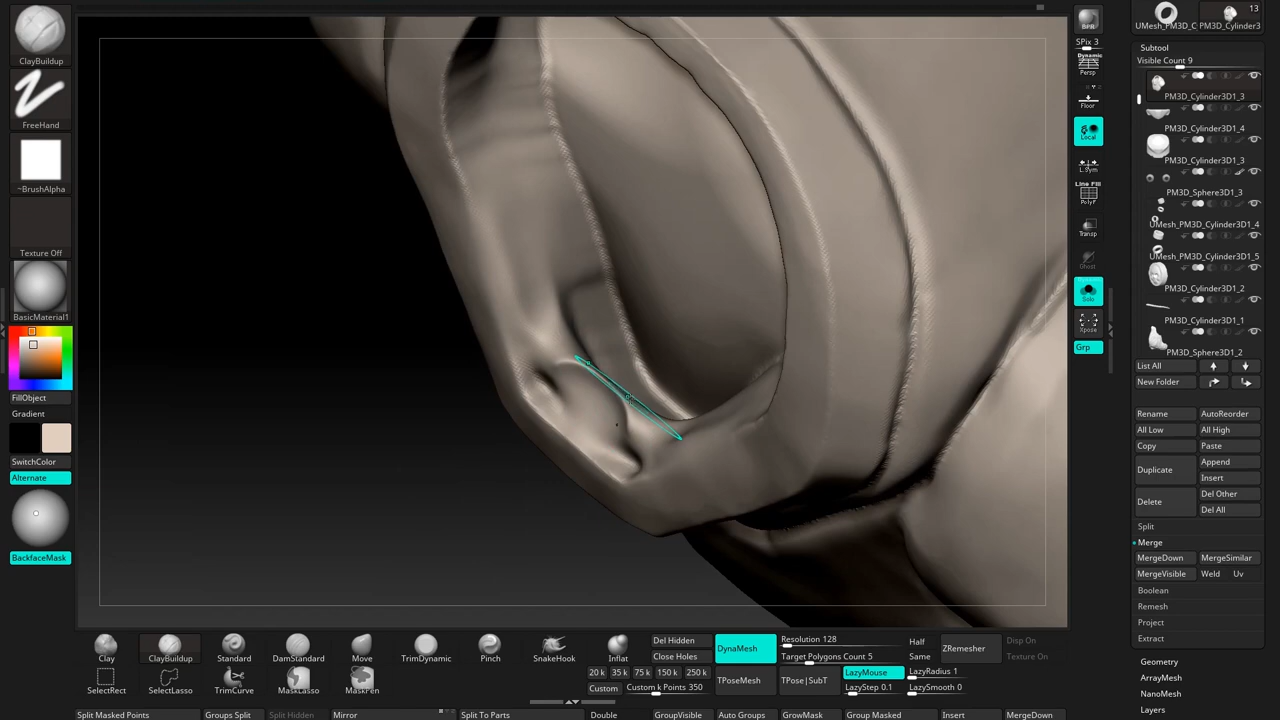 ClayBuildup
FreeHand
~BrushAlpha
Texture Off
BasicMaterial1
FillObject
Gradient
SwitchColor
Alternate
BackfaceMask
BPR
SPix 3
Dynamic
Persp
Floor
Local
L.Sym
Line Fill
PolyF
Transp
Ghost
Solo
Xpose
Grp
13
UMesh_PM3D_C PM3D_Cylinder3
Subtool
Visible Count 9
PM3D_Cylinder3D1_3
PM3D_Cylinder3D1_4
PM3D_Cylinder3D1_3
PM3D_Sphere3D1_3
UMesh_PM3D_Cylinder3D1_4
UMesh_PM3D_Cylinder3D1_5
PM3D_Cylinder3D1_2
PM3D_Cylinder3D1_1
PM3D_Sphere3D1_2
List All
New Folder
Rename AutoReorder
All Low All High
Copy Paste
Duplicate Append
Insert
Delete Del Other
Del All
Split
Merge
MergeDown MergeSimilar
MergeVisible Weld Uv
Boolean
Remesh
Project
Extract
Geometry
ArrayMesh
NanoMesh
Layers
Clay ClayBuildup Standard DamStandard Move TrimDynamic Pinch SnakeHook Inflat
SelectRect SelectLasso TrimCurve MaskLasso MaskPen
Del Hidden
Close Holes
20 k 35 k 75 k 150 k 250 k
Custom Custom k Points 350
DynaMesh
Resolution 128
Target Polygons Count 5
TPoseMesh TPose|SubT
LazyMouse
LazyStep 0.1
Half
Same
LazyRadius 1
LazySmooth 0
ZRemesher
Disp On
Texture On
Split Masked Points Groups Split Split Hidden Mirror Split To Parts Double GroupVisible Auto Groups GrowMask Group Masked Insert MergeDown